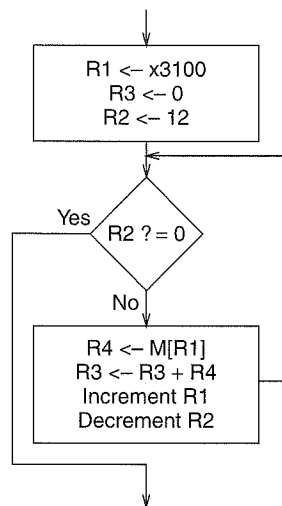 R1 <– x3100
R3 <– 0
R2 <– 12
Yes
R2 ? = 0
No
R4 <– M[R1]
R3 <– R3 + R4
Increment R1
Decrement R2